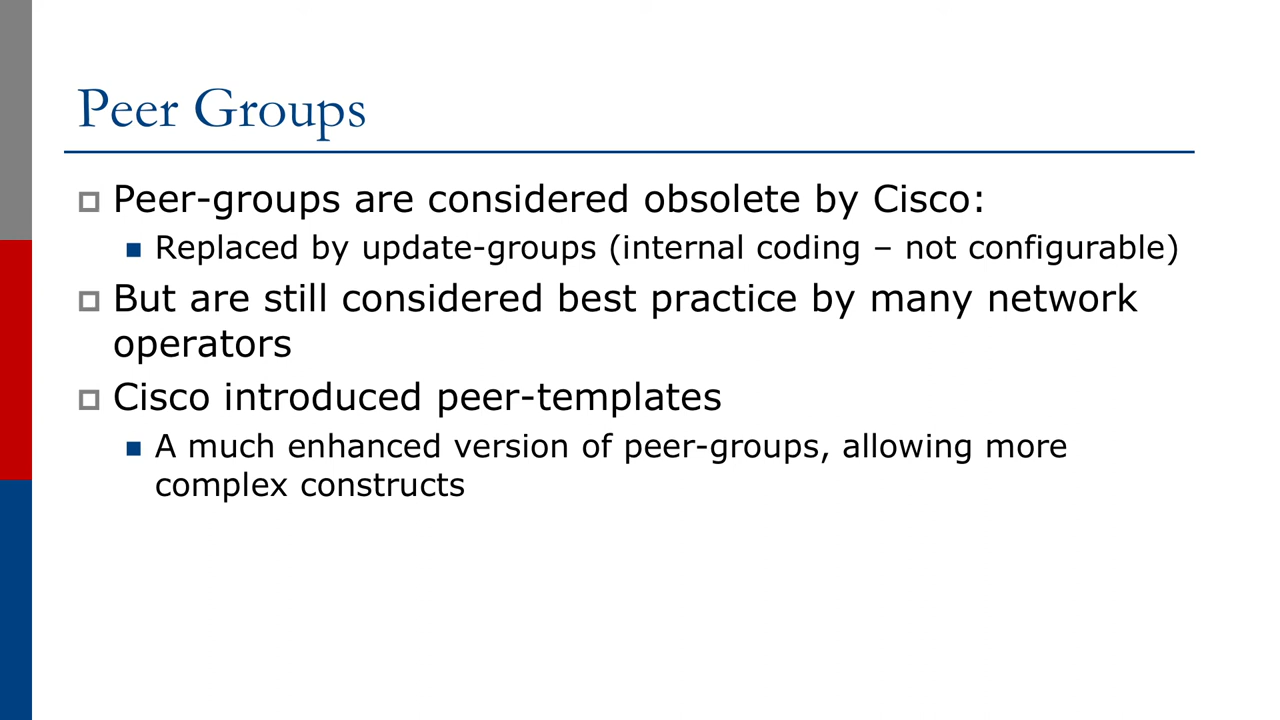 Peer Groups
Peer-groups are considered obsolete by Cisco:
Replaced by update-groups (internal coding – not configurable)
But are still considered best practice by many network
operators
Cisco introduced peer-templates
A much enhanced version of peer-groups, allowing more
complex constructs